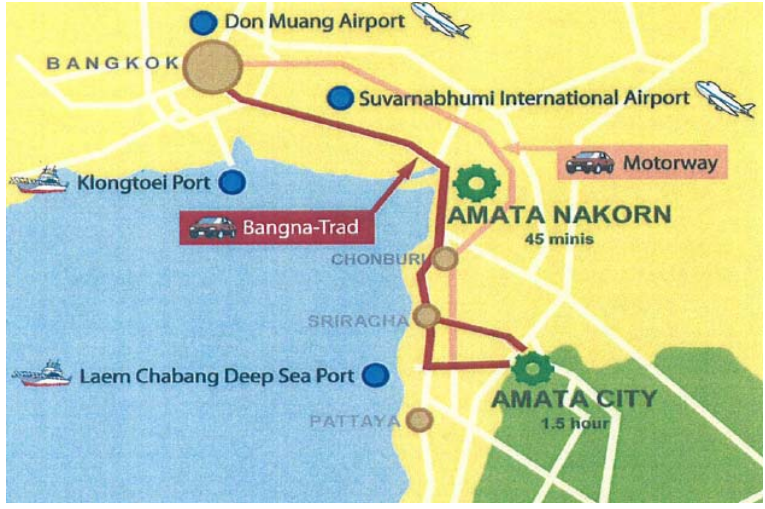 Don Muang Airport
BANGKOK
Suvarnabhumi International Airport
Motorway
Klongtoei Port
AMATA NAKORN
Bangna-Trad
45 minis
CHONBURI
SRIRACHA
Laem Chabang Deep Sea Port
AMATA CITY
PATTAYA
1.5 hour